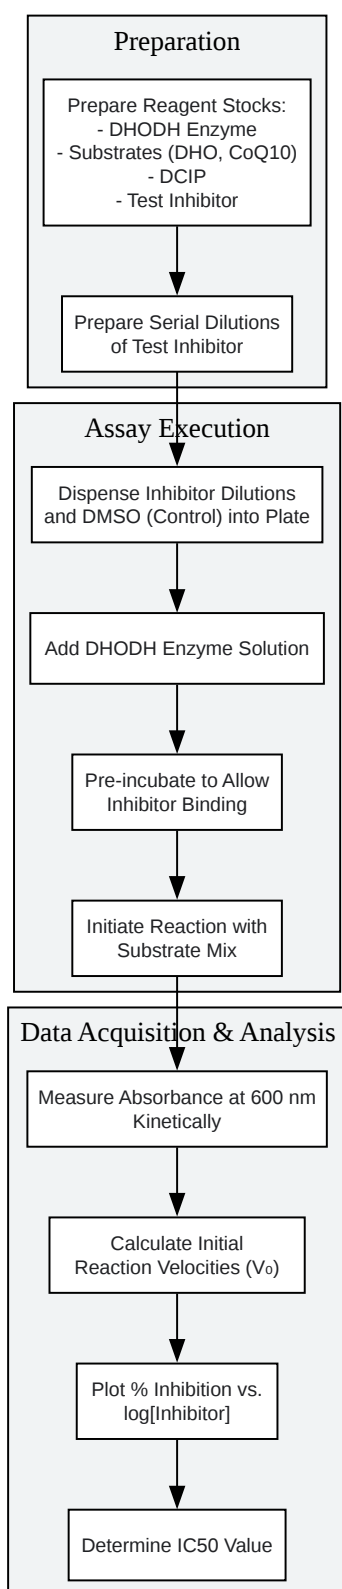 Preparation
Prepare Reagent Stocks:
- DHODH Enzyme
- Substrates (DHO, CoQ10)
- DCIP
- Test Inhibitor
Prepare Serial Dilutions
of Test Inhibitor
Assay Execution
Dispense Inhibitor Dilutions
and DMSO (Control) into Plate
Add DHODH Enzyme Solution
Pre-incubate to Allow
Inhibitor Binding
Initiate Reaction with
Substrate Mix
Data Acquisition & Analysis
Measure Absorbance at 600 nm
Kinetically
Calculate Initial
Reaction Velocities (V₀)
Plot % Inhibition vs.
log[Inhibitor]
Determine IC50 Value